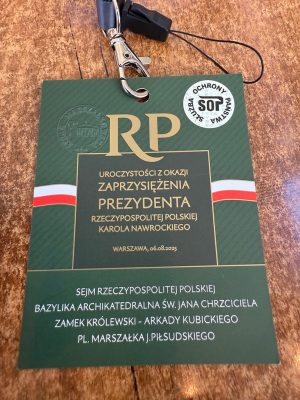 SŁUŻBA OCHRONY PAŃSTWA
SOP
RP
UROCZYSTOŚCI Z OKAZJI
ZAPRZYSIĘŻENIA
PREZYDENTA
RZECZYPOSPOLITEJ POLSKIEJ
KAROLA NAWROCKIEGO
WARSZAWA, 06.08.2025
SEJM RZECZYPOSPOLITEJ POLSKIEJ
BAZYLIKA ARCHIKATEDRALNA ŚW. JANA CHRZCICIELA
ZAMEK KRÓLEWSKI - ARKADY KUBICKIEGO
PL. MARSZAŁKA J.PIŁSUDSKIEGO